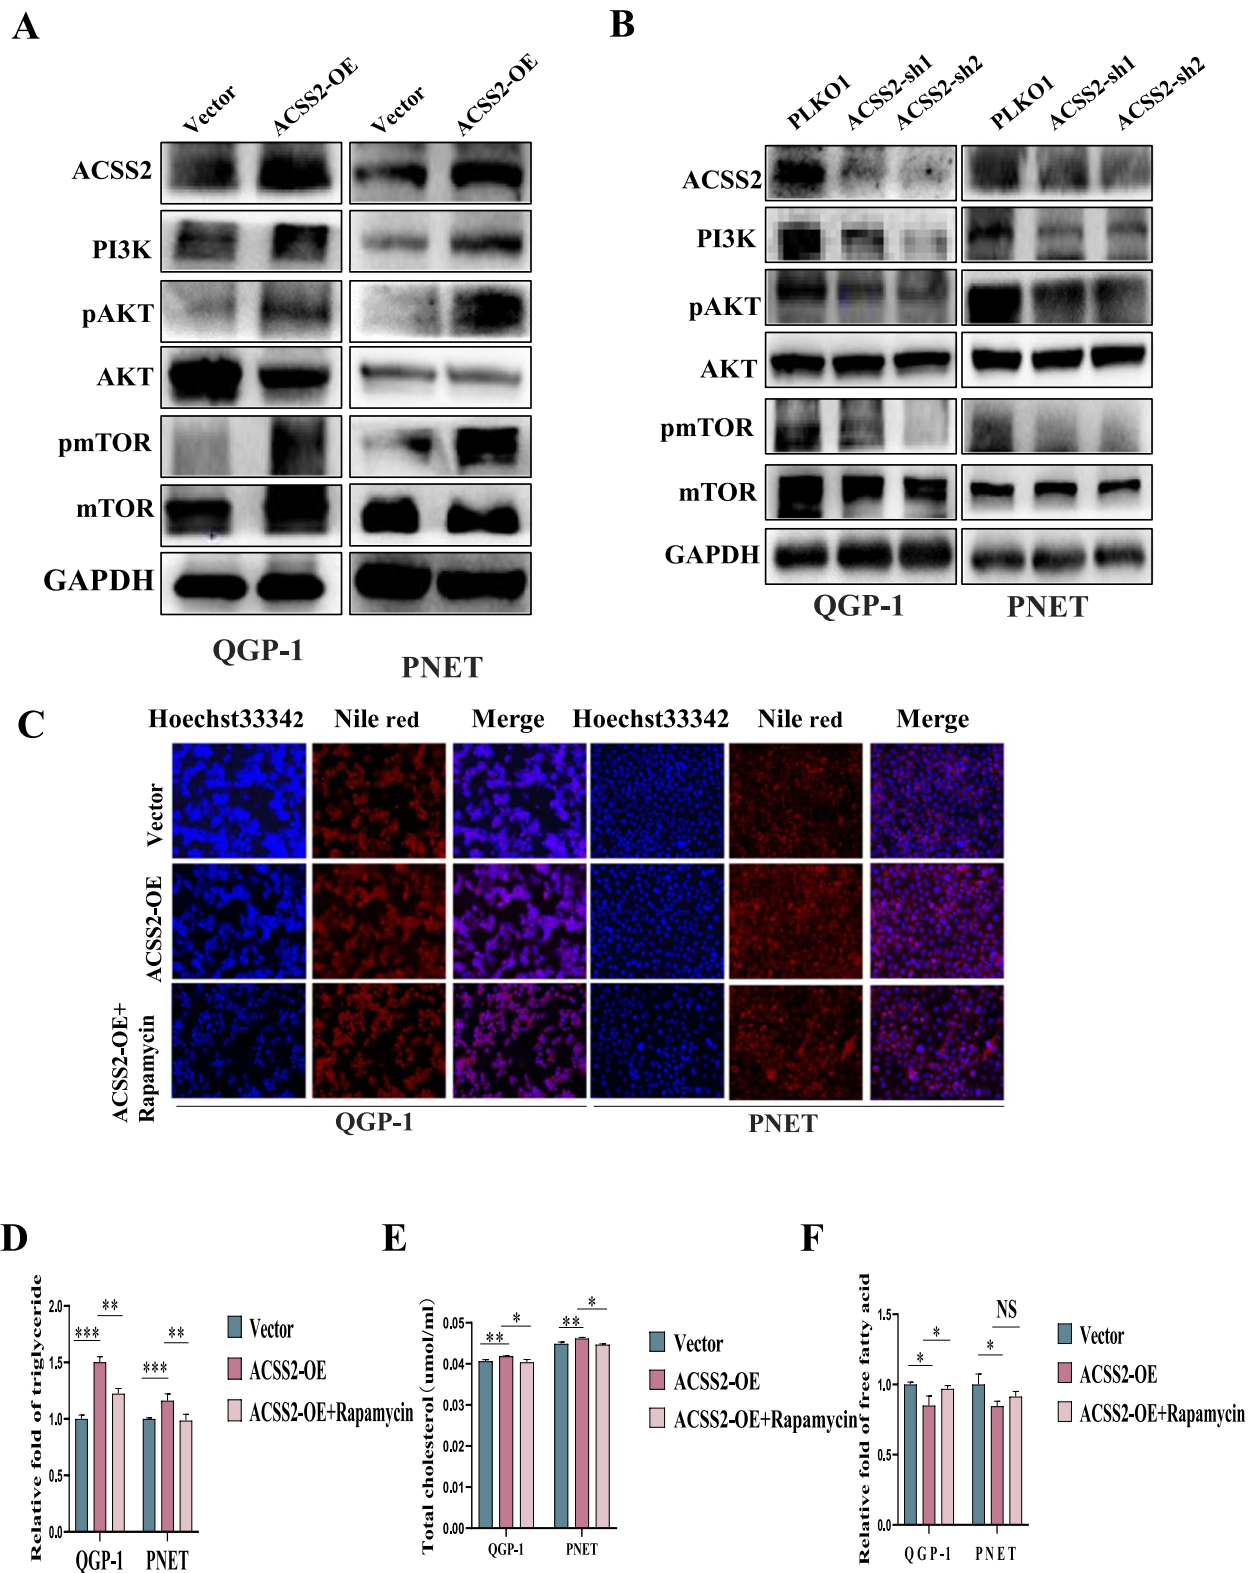 A
B
Vector
ACSS2-OE
Vector
ACSS2-OE
PLKO1
ACSS2-sh1
ACSS2-sh2
PLKO1
ACSS2-sh1
ACSS2-sh2
ACSS2
PI3K
pAKT
AKT
pmTOR
mTOR
GAPDH
QGP-1
PNET
ACSS2
PI3K
pAKT
AKT
pmTOR
mTOR
GAPDH
QGP-1
PNET
C
Hoechst33342 Nile red Merge Hoechst33342 Nile red Merge
Vector
ACSS2-OE
ACSS2-OE+
Rapamycin
QGP-1
PNET
D
Relative fold of triglyceride
2.0
1.5
1.0
0.5
0.0
***
**
***
**
QGP-1 PNET
Vector
ACSS2-OE
ACSS2-OE+Rapamycin
E
Total cholesterol (umol/ml)
0.05
0.04
0.03
0.02
0.01
0.00
**
*
**
*
QGP-1 PNET
Vector
ACSS2-OE
ACSS2-OE+Rapamycin
F
Relative fold of free fatty acid
1.5
1.0
0.5
0.0
*
*
*
NS
QGP-1 PNET
Vector
ACSS2-OE
ACSS2-OE+Rapamycin